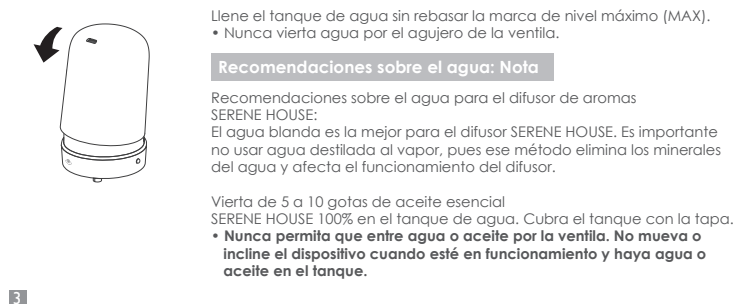 Llene el tanque de agua sin rebasar la marca de nivel máximo (MAX).
• Nunca vierta agua por el agujero de la ventila.
Recomendaciones sobre el agua: Nota
Recomendaciones sobre el agua para el difusor de aromas
SERENE HOUSE:
El agua blanda es la mejor para el difusor SERENE HOUSE. Es importante
no usar agua destilada al vapor, pues ese método elimina los minerales
del agua y afecta el funcionamiento del difusor.
Vierta de 5 a 10 gotas de aceite esencial
SERENE HOUSE 100% en el tanque de agua. Cubra el tanque con la tapa.
• Nunca permita que entre agua o aceite por la ventila. No mueva o
incline el dispositivo cuando esté en funcionamiento y haya agua o
aceite en el tanque.
3